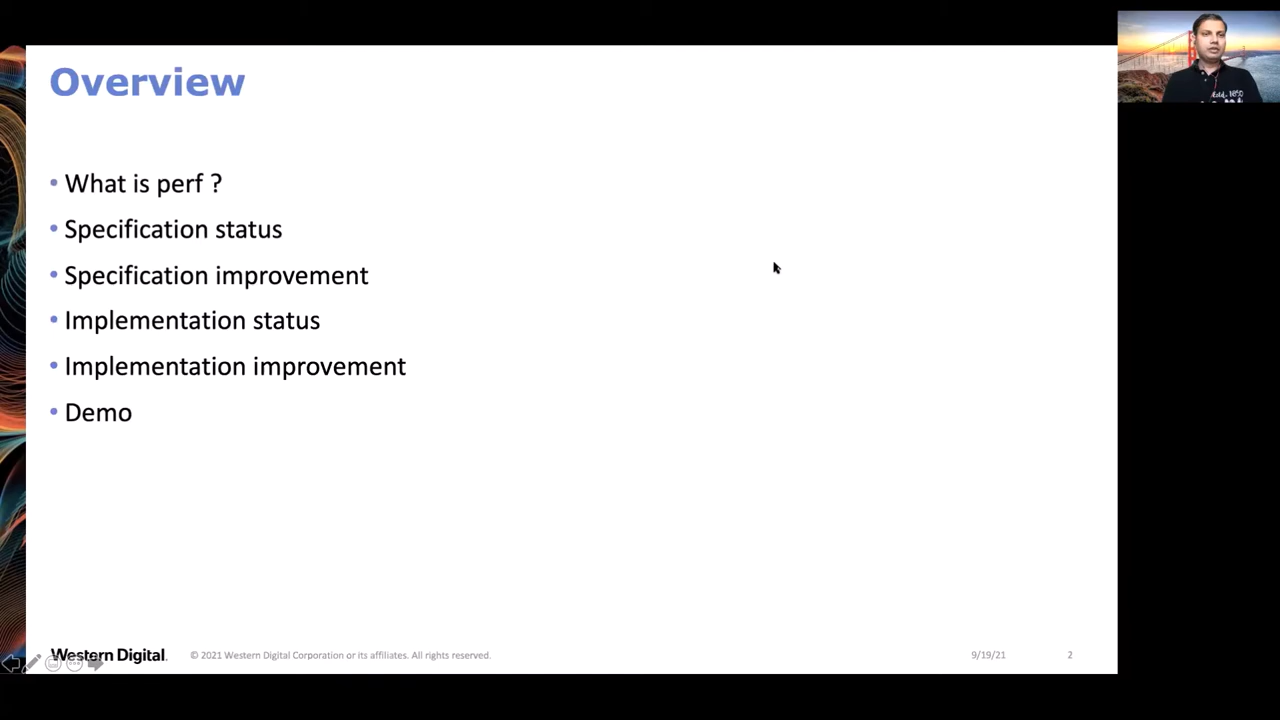 Overview
• What is perf ?
• Specification status
• Specification improvement
• Implementation status
• Implementation improvement
• Demo
Western Digital. © 2021 Western Digital Corporation or its affiliates. All rights reserved. 9/19/21 2